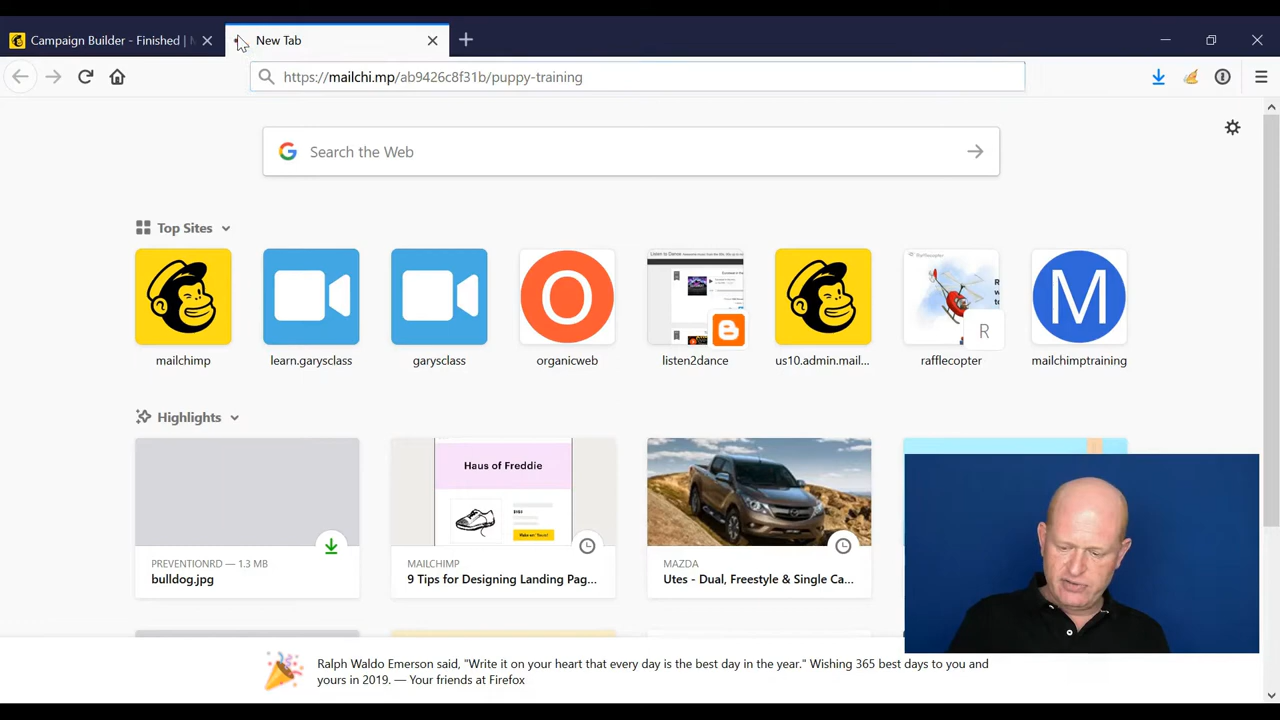 Campaign Builder - Finished |
New Tab
https://mailchi.mp/ab9426c8f31b/puppy-training
Search the Web
Top Sites
mailchimp
learn.garysclass
garysclass
organicweb
listen2dance
us10.admin.mail...
rafflecopter
mailchimptraining
O
M
R
Highlights
Haus of Freddie
PREVENTIONRD — 1.3 MB
bulldog.jpg
MAILCHIMP
9 Tips for Designing Landing Pag...
MAZDA
Utes - Dual, Freestyle & Single Ca...
Ralph Waldo Emerson said, "Write it on your heart that every day is the best day in the year." Wishing 365 best days to you and
yours in 2019. — Your friends at Firefox